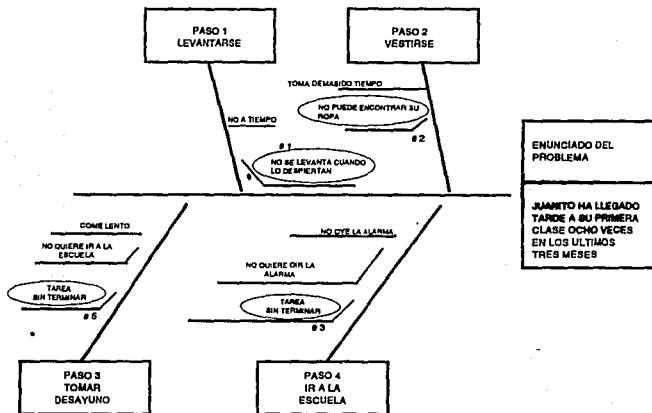 PASO 1
LEVANTARSE
PASO 2
VESTIRSE
TOMA DEMASIDO TIEMPO
NO PUEDE ENCONTRAR SU
ROPA
#2
NO A TIEMPO
#1
NO SE LEVANTA CUANDO
LO DESPIERTAN
ENUNCIADO DEL
PROBLEMA
JUANITO HA LLEGADO
TARDE A SU PRIMERA
CLASE OCHO VECES
EN LOS ULTIMOS
TRES MESES
COME LENTO
NO QUIERE IR A LA
ESCUELA
TAREA
SIN TERMINAR
#5
NO OYE LA ALARMA
NO QUIERE OIR LA
ALARMA
TAREA
SIN TERMINAR
#3
PASO 3
TOMAR
DESAYUNO
PASO 4
IR A LA
ESCUELA